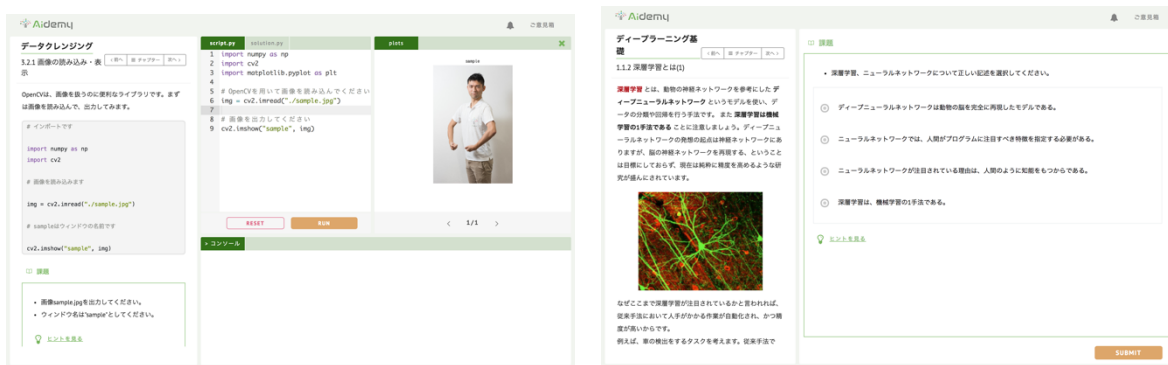 Aidemy
ご意見箱
データクレンジング
3.2.1 画像の読み込み・表示
<前へ
チャプター
次へ>
OpenCVは、画像を扱うのに便利なライブラリです。まず
は画像を読み込んで、出力してみます。
# インポートです
import numpy as np
import cv2
# 画像を読み込みます
img = cv2.imread("./sample.jpg")
# sampleはウィンドウの名前です
cv2.imshow("sample", img)
課題
• 画像sample.jpgを出力してください。
• ウィンドウ名は"sample"としてください。
ヒントを見る
script.py
solution.py
1 import numpy as np
2 import cv2
3 import matplotlib.pyplot as plt
4
5 # OpenCVを用いて画像を読み込んでください
6 img = cv2.imread("./sample.jpg")
7
8 # 画像を出力してください
9 cv2.imshow("sample", img)
RESET
RUN
plots
×
sample
< 1/1 >
+ コンソール
Aidemy
ご意見箱
ディープラーニング基
礎
<前へ
チャプター
次へ>
1.1.2 深層学習とは(1)
深層学習 とは、動物の神経ネットワークを参考にした デ
ィープニューラルネットワーク というモデルを使い、デ
ータの分類や回帰を行う手法です。また 深層学習は機械
学習の1手法である ことに注意しましょう。ディープニュ
ーラルネットワークの発想の起点は神経ネットワークにあ
りますが、脳の神経ネットワークを再現する、ということ
は目標にしておらず、現在は純粋に精度を高めるような研
究が盛んにされています。
なぜここまで深層学習が注目されているかと言われれば、
従来手法において人手がかかる作業が自動化され、かつ精
度が高いからです。
例えば、車の検出をするタスクを考えます。従来手法で
課題
• 深層学習、ニューラルネットワークについて正しい記述を選択してください。
ディープニューラルネットワークは動物の脳を完全に再現したモデルである。
ニューラルネットワークでは、人間がプログラムに注目すべき特徴を指定する必要がある。
ニューラルネットワークが注目されている理由は、人間のように知能をもつからである。
深層学習は、機械学習の1手法である。
ヒントを見る
SUBMIT